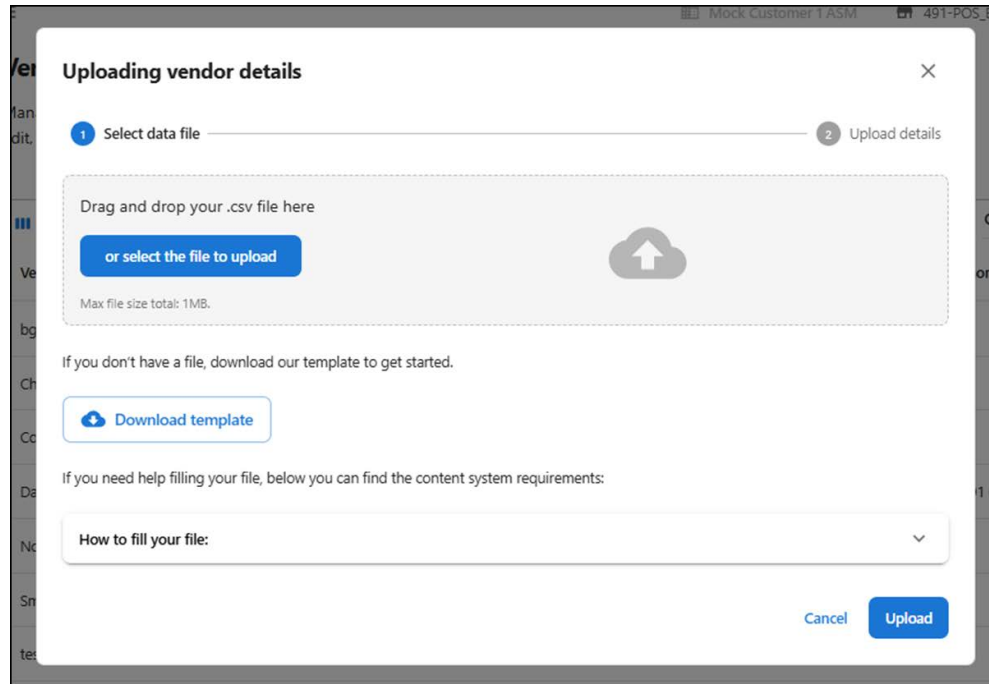 Mock Customer 1 ASM
491-POS_
Uploading vendor details
1 Select data file
2 Upload details
Drag and drop your .csv file here
or select the file to upload
Max file size total: 1MB.
If you don't have a file, download our template to get started.
Download template
If you need help filling your file, below you can find the content system requirements:
How to fill your file:
Cancel
Upload